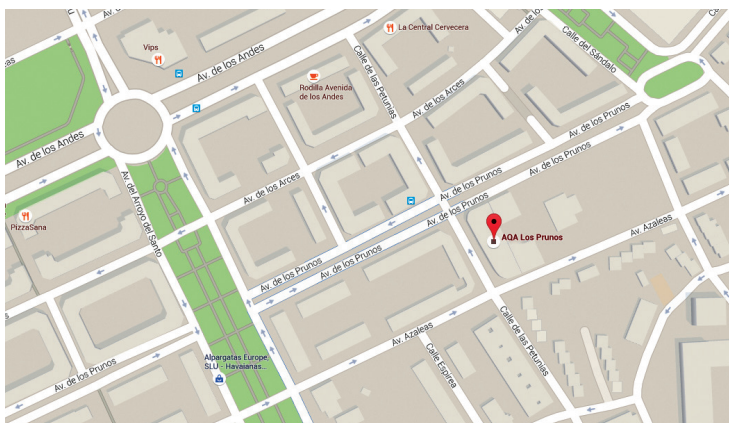 Vips
Av. de los Andes
La Central Cervecera
Calle del Sándalo
Calle de las Petunias
Rodilla Avenida
de los Andes
Av. de los Arces
Av. de los Andes
Av. de los Prunos
Av. de los Prunos
Av. de los Arces
Av. del Arroyo del Santo
Av. de los Prunos
Av. de los Prunos
PizzaSana
AQA Los Prunos
Av. Azaleas
Av. de los Prunos
Av. de los Prunos
Av. Azaleas
Calle de las Petunias
Calle Espirea
Alpargatas Europe,
SLU - Havaianas...
Av. de los Prunos